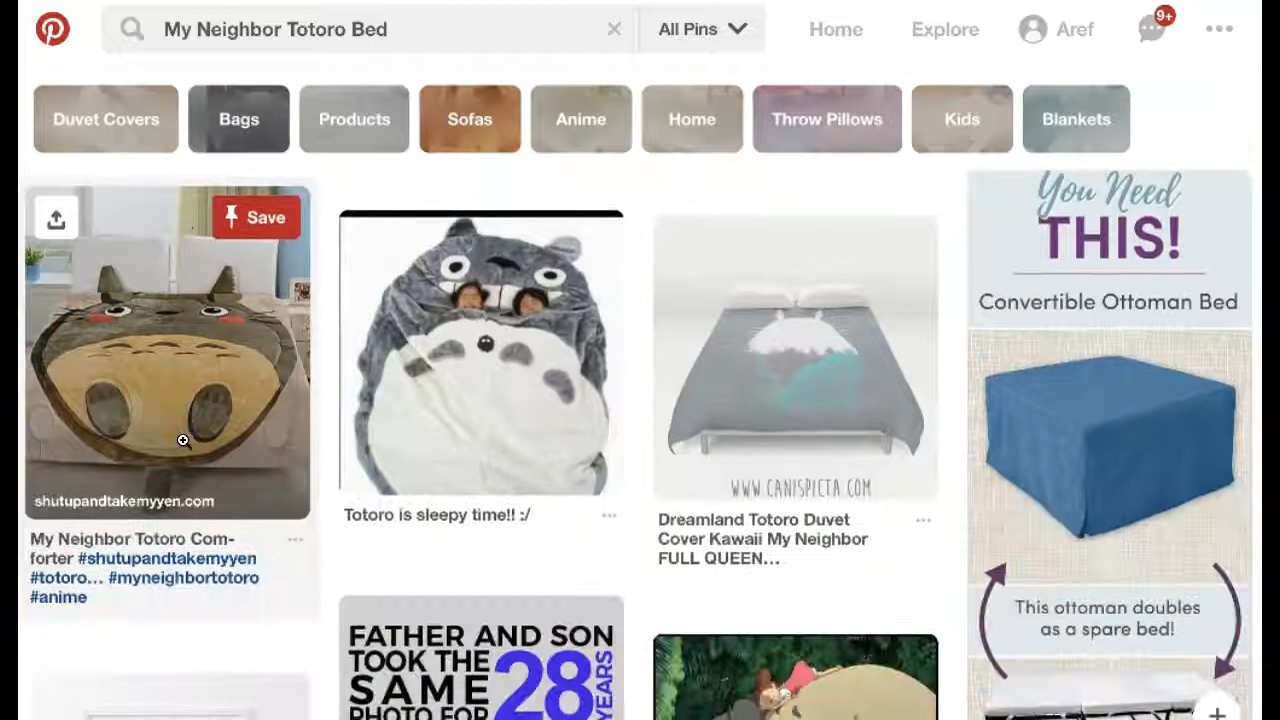 My Neighbor Totoro Bed
All Pins
Home
Explore
Aref
9+
Duvet Covers
Bags
Products
Sofas
Anime
Home
Throw Pillows
Kids
Blankets
Save
shutupandtakemyyen.com
My Neighbor Totoro Com-
forter #shutupandtakemyyen
#totoro... #myneighbortotoro
#anime
Totoro is sleepy time!! :/
FATHER AND SON
TOOK THE
SAME
PHOTO FOR
28
YEARS
WWW.CANISPICTA.COM
Dreamland Totoro Duvet
Cover Kawaii My Neighbor
FULL QUEEN...
You Need
THIS!
Convertible Ottoman Bed
This ottoman doubles
as a spare bed!